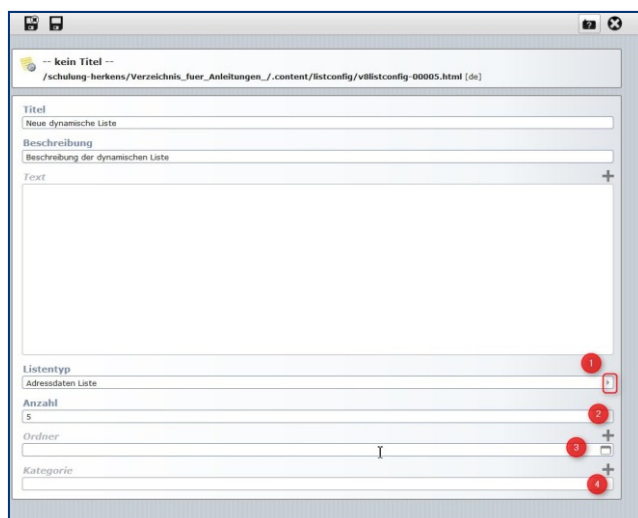 -- kein Titel --
/schulung-herkens/Verzeichnis_fuer_Anleitungen_/.content/listconfig/v8listconfig-00005.html [de]
Titel
Neue dynamische Liste
Beschreibung
Beschreibung der dynamischen Liste
Text
1
Listentyp
Adressdaten Liste
Anzahl
5
2
Ordner
3
Kategorie
4